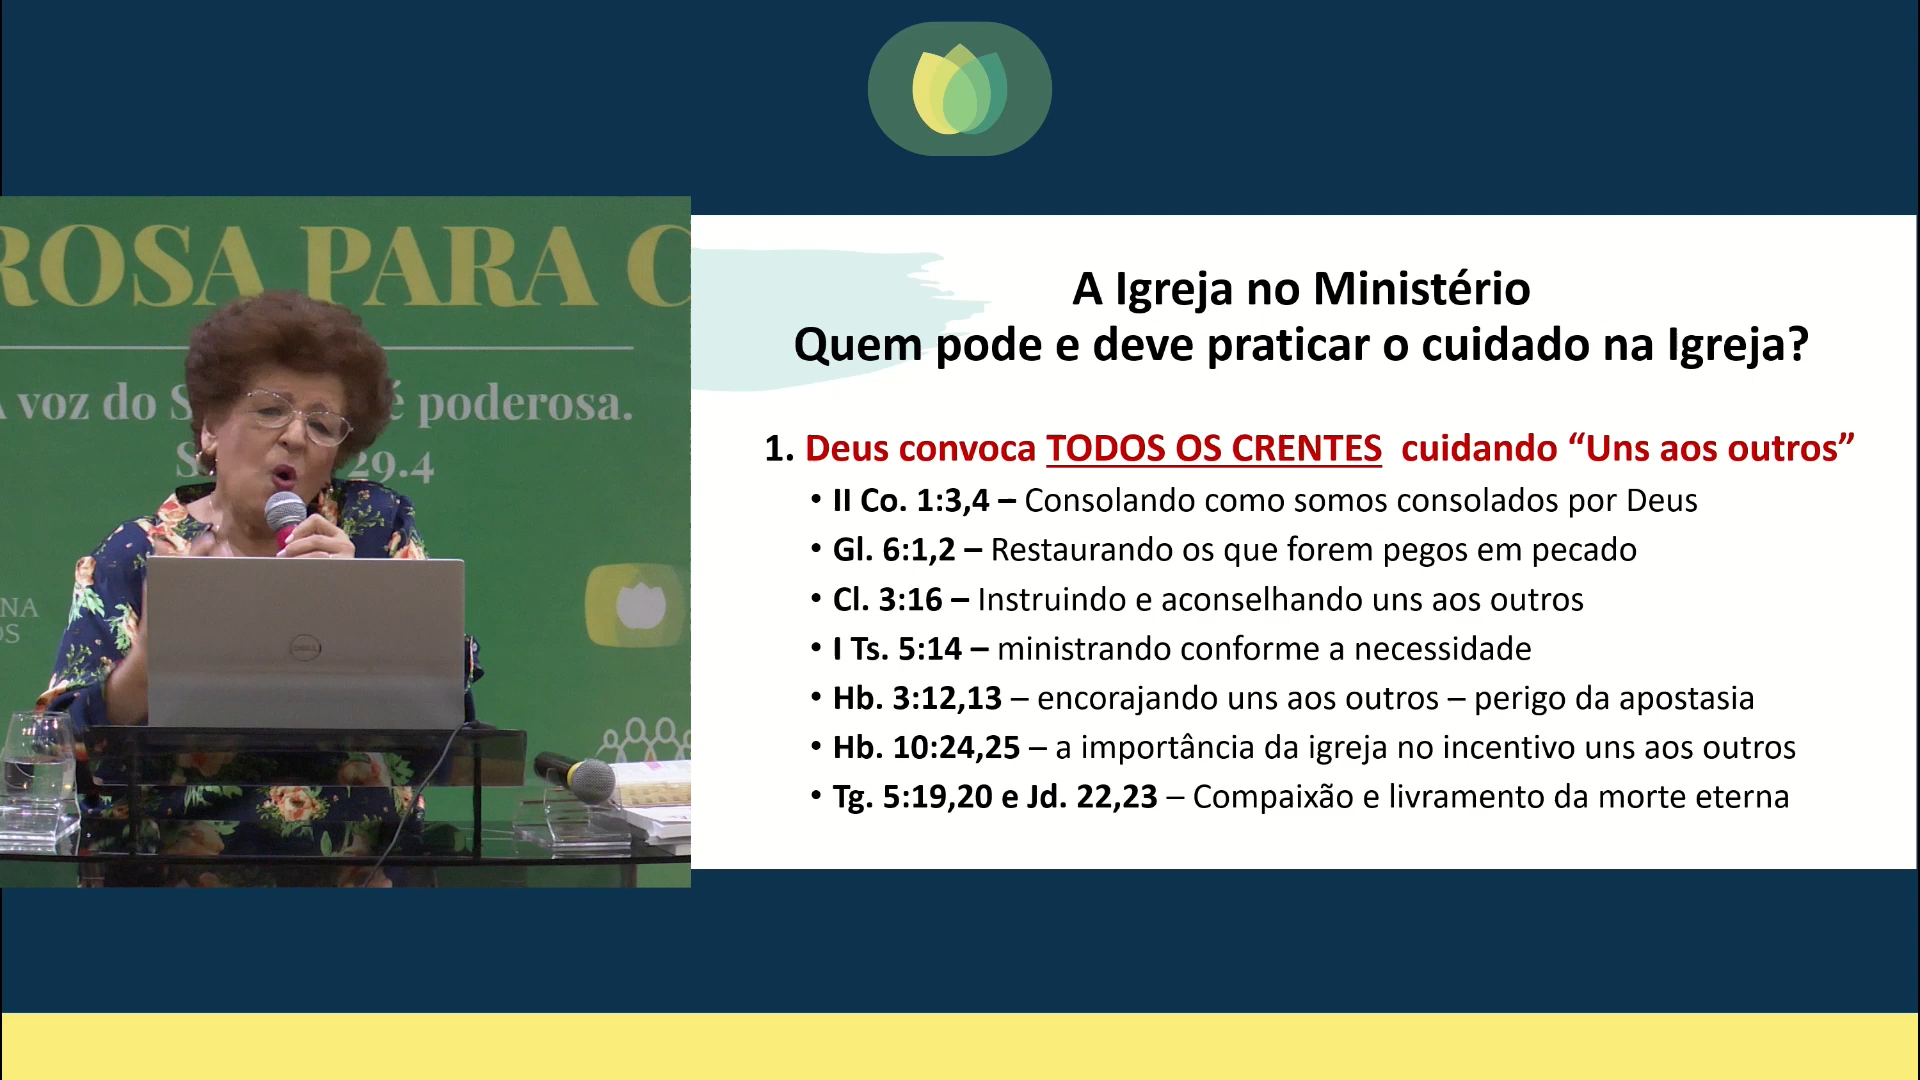 ROSA PARA
A voz do é poderosa.
29.4
NA
OS
DELL
A Igreja no Ministério
Quem pode e deve praticar o cuidado na Igreja?
1. Deus convoca TODOS OS CRENTES cuidando “Uns aos outros”
• II Co. 1:3,4 – Consolando como somos consolados por Deus
• Gl. 6:1,2 – Restaurando os que forem pegos em pecado
• Cl. 3:16 – Instruindo e aconselhando uns aos outros
• I Ts. 5:14 – ministrando conforme a necessidade
• Hb. 3:12,13 – encorajando uns aos outros – perigo da apostasia
• Hb. 10:24,25 – a importância da igreja no incentivo uns aos outros
• Tg. 5:19,20 e Jd. 22,23 – Compaixão e livramento da morte eterna